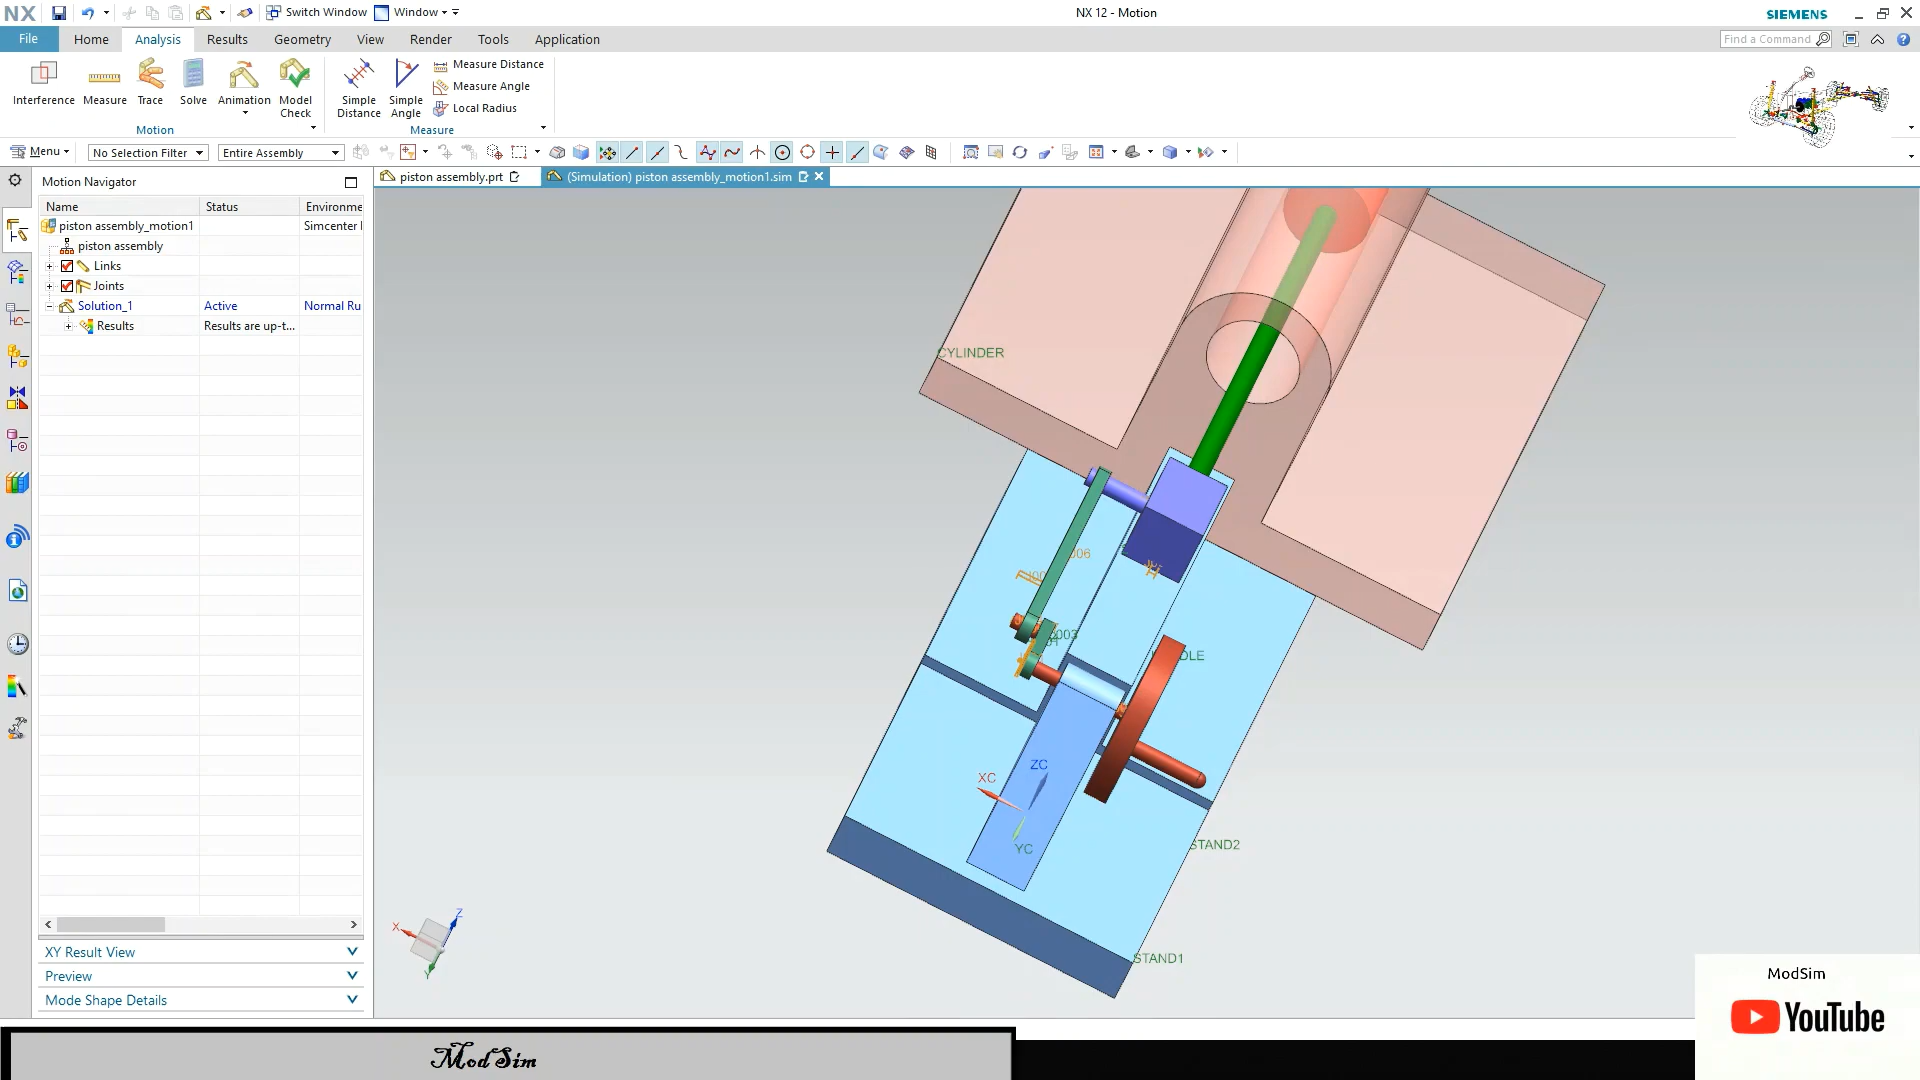 NX
Switch Window
Window
NX 12 - Motion
SIEMENS
File
Home
Analysis
Results
Geometry
View
Render
Tools
Application
Find a Command
Interference
Measure
Trace
Solve
Animation
Model Check
Motion
Simple Distance
Simple Angle
Measure Distance
Measure Angle
Local Radius
Measure
Menu
No Selection Filter
Entire Assembly
Motion Navigator
piston assembly.prt
(Simulation) piston assembly_motion1.sim
Name
Status
Environme
piston assembly_motion1
Simcenter
piston assembly
Links
Joints
Solution_1
Active
Normal Ru
Results
Results are up-t...
CYLINDER
006
003
DLE
XC
ZC
YC
STAND2
STAND1
X
Z
Y
XY Result View
Preview
Mode Shape Details
ModSim
YouTube
ModSim